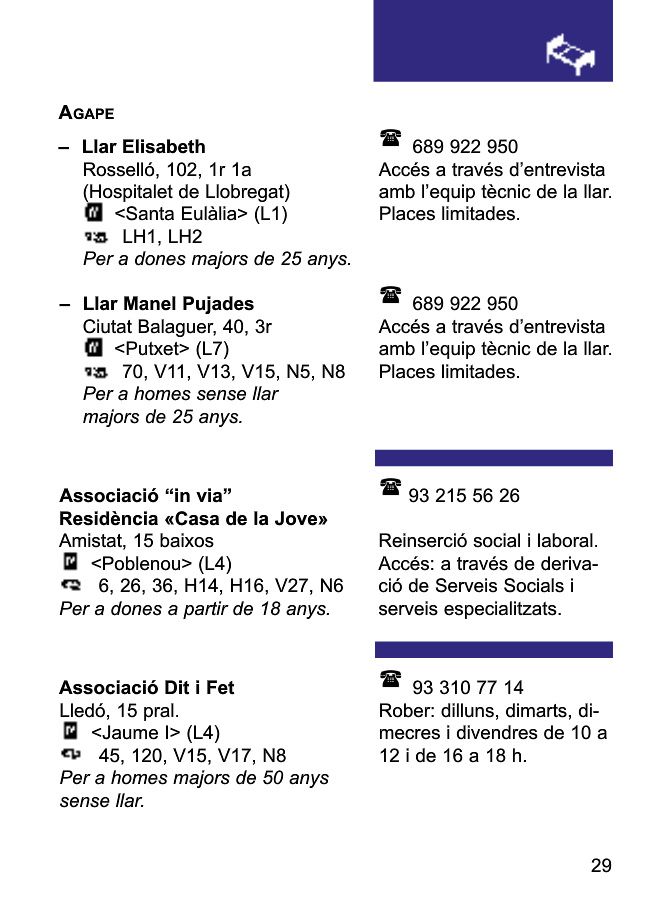 AGAPE
– Llar Elisabeth
Rosselló, 102, 1r 1a
(Hospitalet de Llobregat)
<Santa Eulàlia> (L1)
LH1, LH2
Per a dones majors de 25 anys.
689 922 950
Accés a través d’entrevista
amb l’equip tècnic de la llar.
Places limitades.
– Llar Manel Pujades
Ciutat Balaguer, 40, 3r
<Putxet> (L7)
70, V11, V13, V15, N5, N8
Per a homes sense llar
majors de 25 anys.
689 922 950
Accés a través d’entrevista
amb l’equip tècnic de la llar.
Places limitades.
Associació “in via”
Residència «Casa de la Jove»
Amistat, 15 baixos
<Poblenou> (L4)
6, 26, 36, H14, H16, V27, N6
Per a dones a partir de 18 anys.
93 215 56 26
Reinserció social i laboral.
Accés: a través de deriva-
ció de Serveis Socials i
serveis especialitzats.
Associació Dit i Fet
Lledó, 15 pral.
<Jaume I> (L4)
45, 120, V15, V17, N8
Per a homes majors de 50 anys
sense llar.
93 310 77 14
Rober: dilluns, dimarts, di-
mecres i divendres de 10 a
12 i de 16 a 18 h.
29